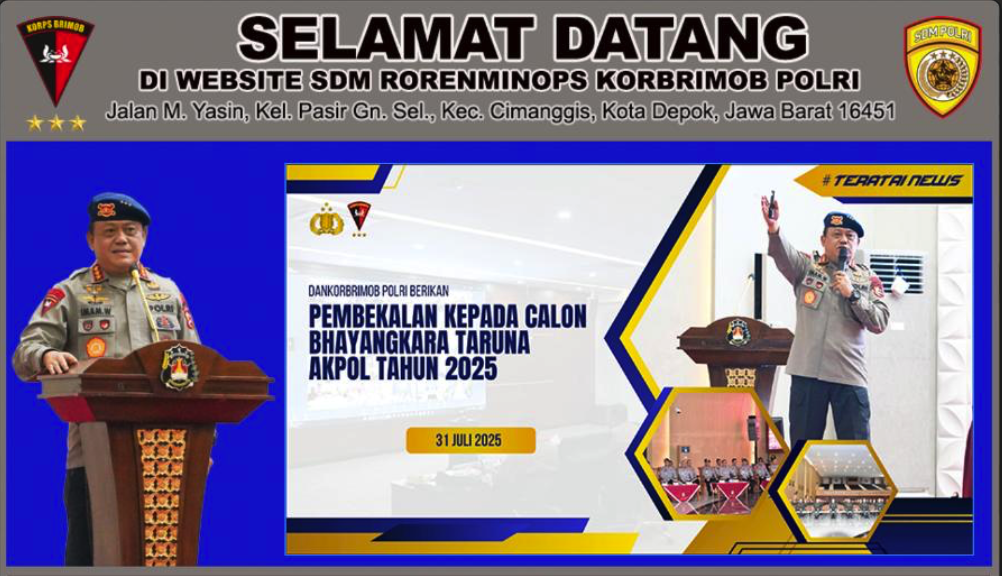 KORPS BRIMOB
SELAMAT DATANG
DI WEBSITE SDM RORENMINOPS KORBRIMOB POLRI
Jalan M. Yasin, Kel. Pasir Gn. Sel., Kec. Cimanggis, Kota Depok, Jawa Barat 16451
SDM POLRI
# TERATAI NEWS
DANKORBRIMOB POLRI BERIKAN
PEMBEKALAN KEPADA CALON
BHAYANGKARA TARUNA
AKPOL TAHUN 2025
31 JULI 2025
IMAM.W
POLRI